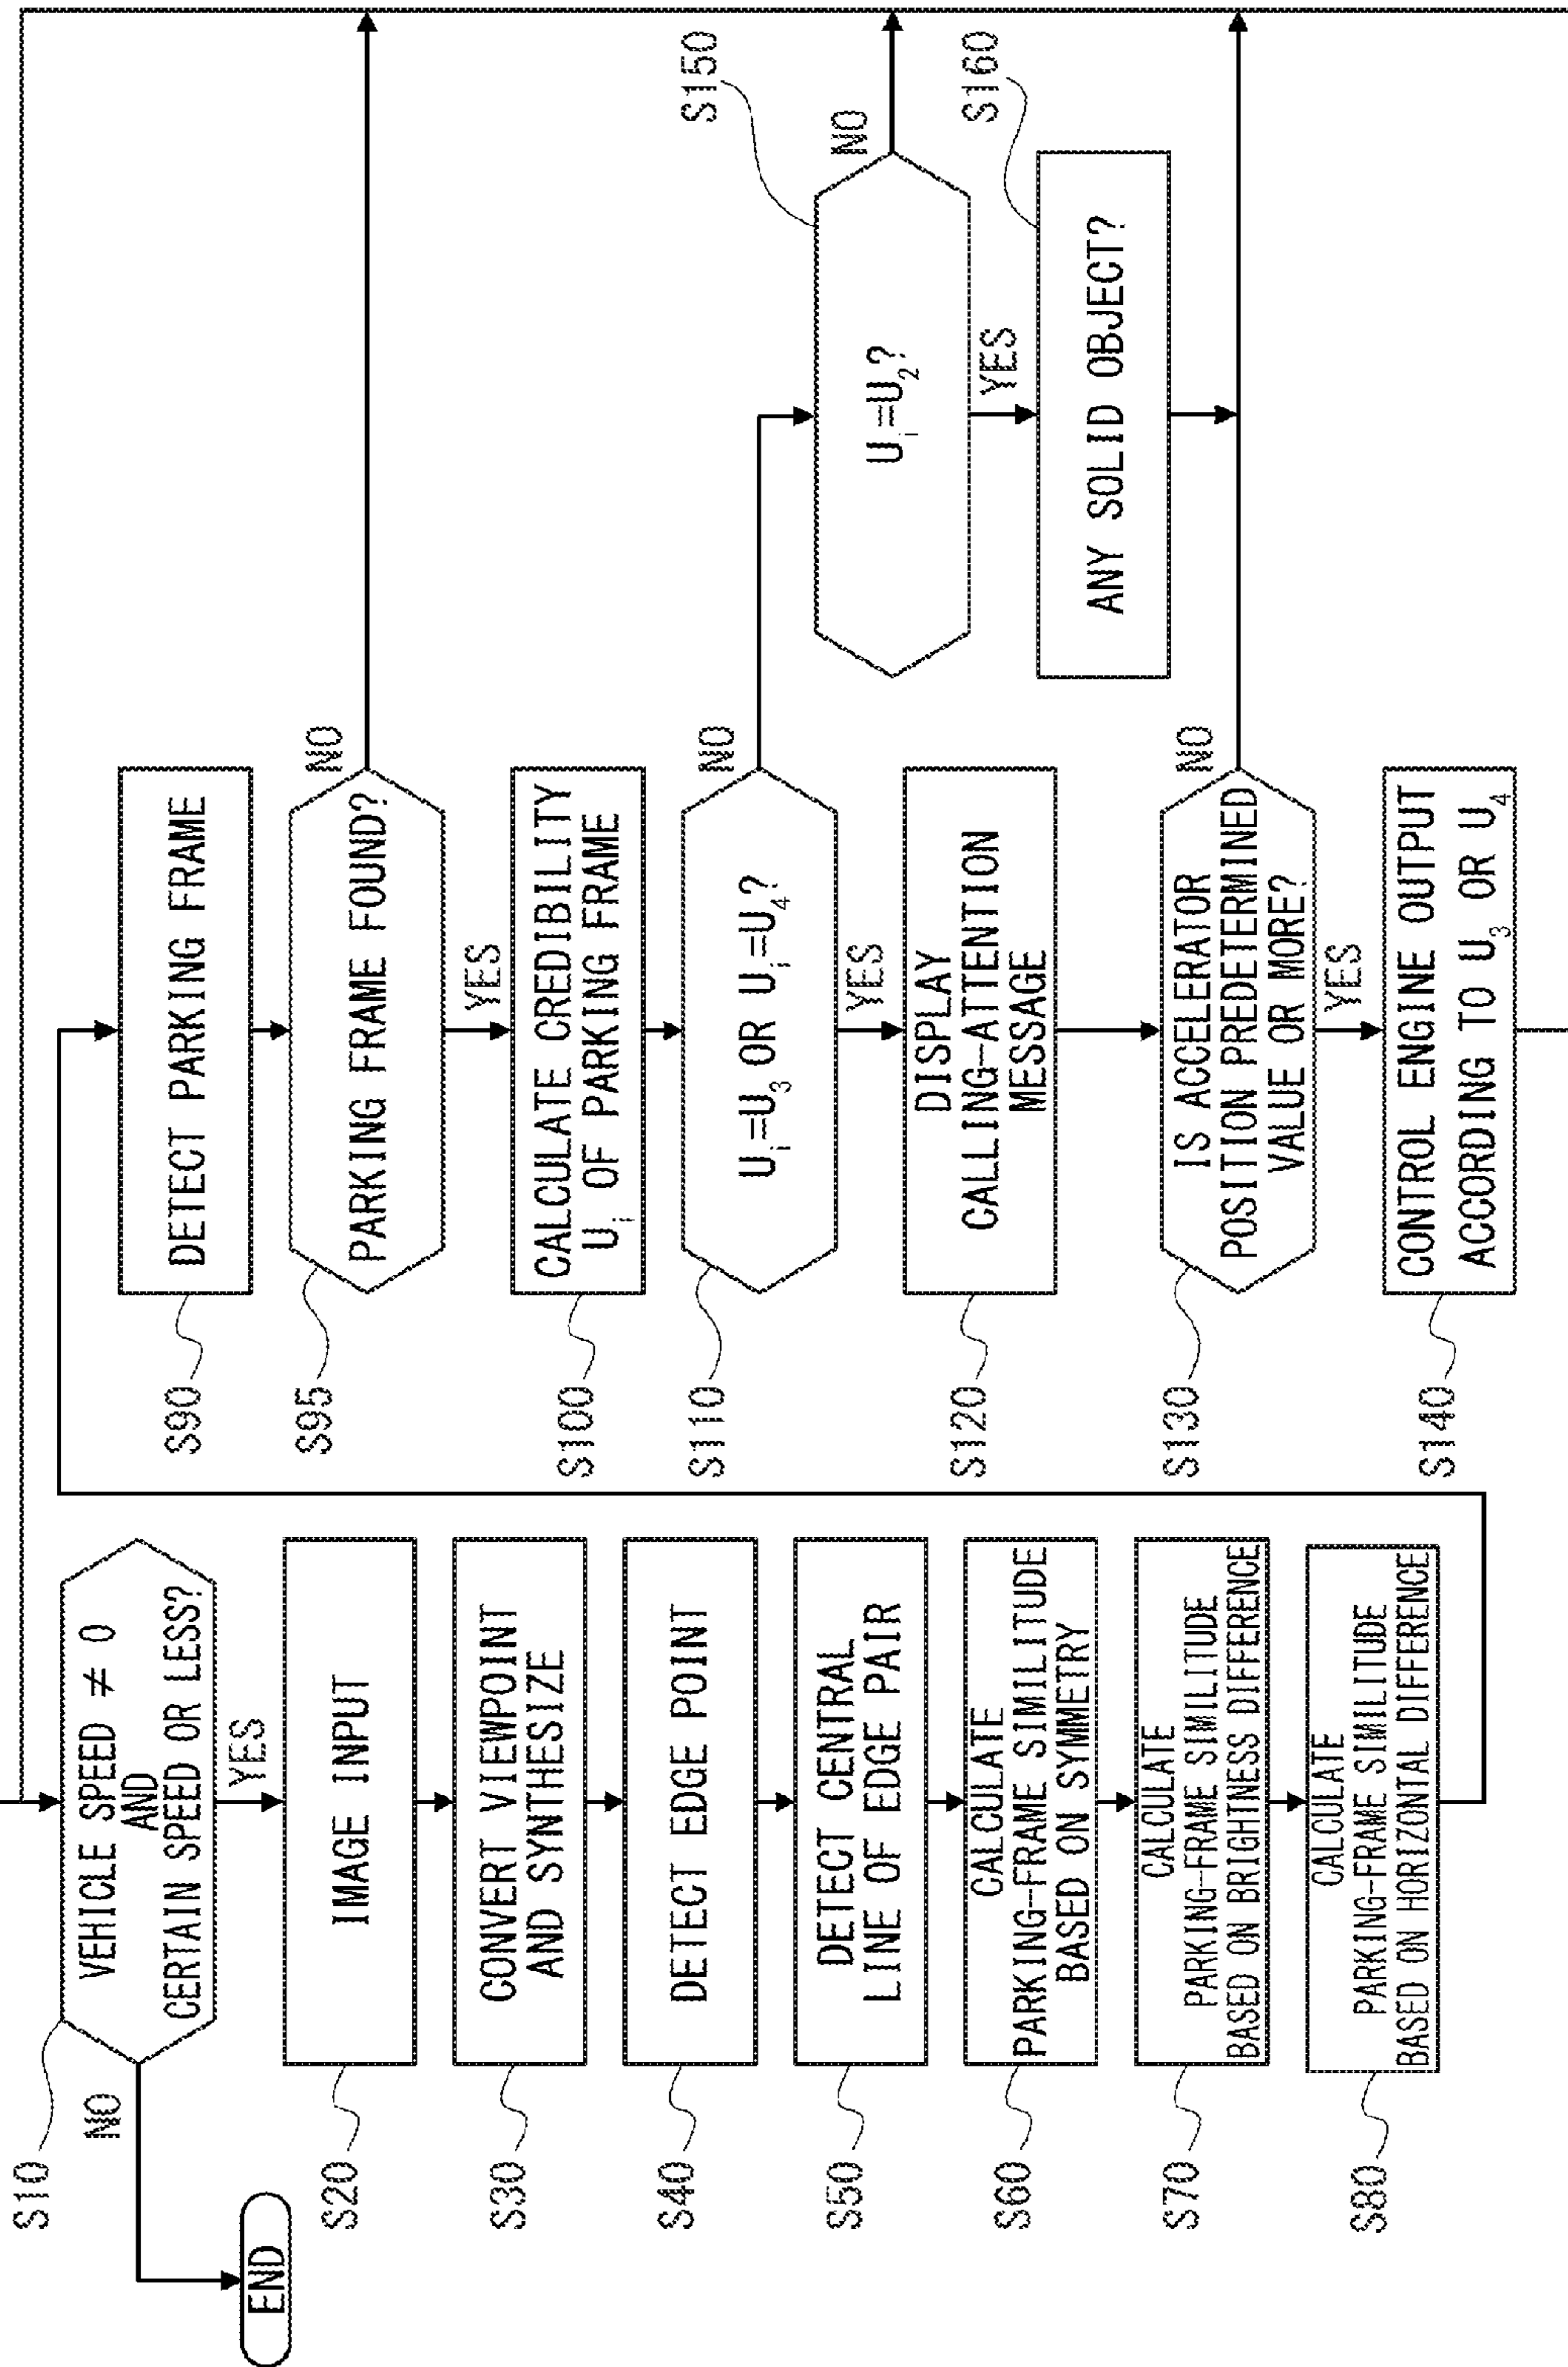 S10
VEHICLE SPEED ≠ 0
AND
CERTAIN SPEED OR LESS?
NO
YES
END
S20
IMAGE INPUT
S30
CONVERT VIEWPOINT
AND SYNTHESIZE
S40
DETECT EDGE POINT
S50
DETECT CENTRAL
LINE OF EDGE PAIR
S60
CALCULATE
PARKING-FRAME SIMILITUDE
BASED ON SYMMETRY
S70
CALCULATE
PARKING-FRAME SIMILITUDE
BASED ON BRIGHTNESS DIFFERENCE
S80
CALCULATE
PARKING-FRAME SIMILITUDE
BASED ON HORIZONTAL DIFFERENCE
S90
DETECT PARKING FRAME
S95
PARKING FRAME FOUND?
NO
YES
S100
CALCULATE CREDIBILITY
Ui OF PARKING FRAME
S110
Ui=U3 OR Ui=U4?
NO
YES
S120
DISPLAY
CALLING-ATTENTION
MESSAGE
S130
IS ACCELERATOR
POSITION PREDETERMINED
VALUE OR MORE?
NO
YES
S140
CONTROL ENGINE OUTPUT
ACCORDING TO U3 OR U4
S150
Ui=U2?
NO
YES
S160
ANY SOLID OBJECT?